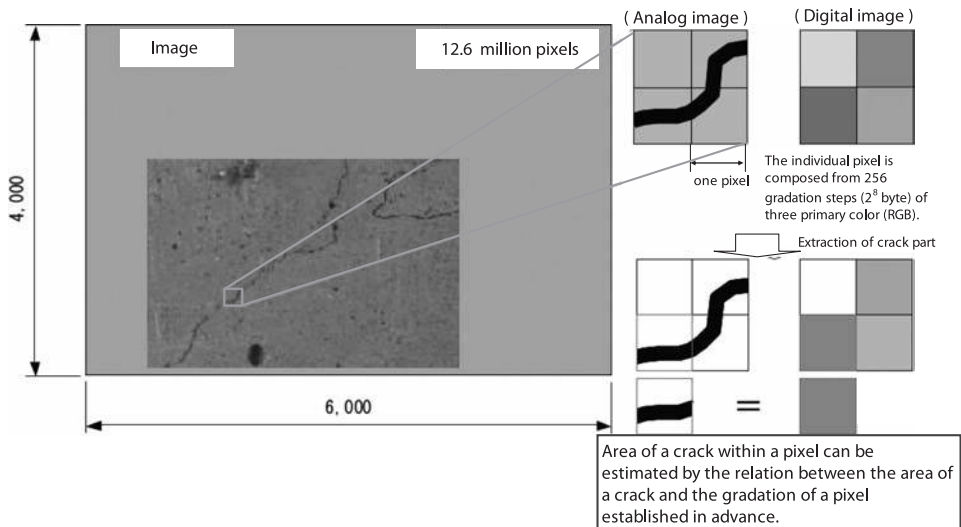 Image
12.6 million pixels
4,000
6,000
( Analog image )
( Digital image )
one pixel
The individual pixel is
composed from 256
gradation steps (2⁸ byte) of
three primary color (RGB).
Extraction of crack part
=
Area of a crack within a pixel can be
estimated by the relation between the area of
a crack and the gradation of a pixel
established in advance.